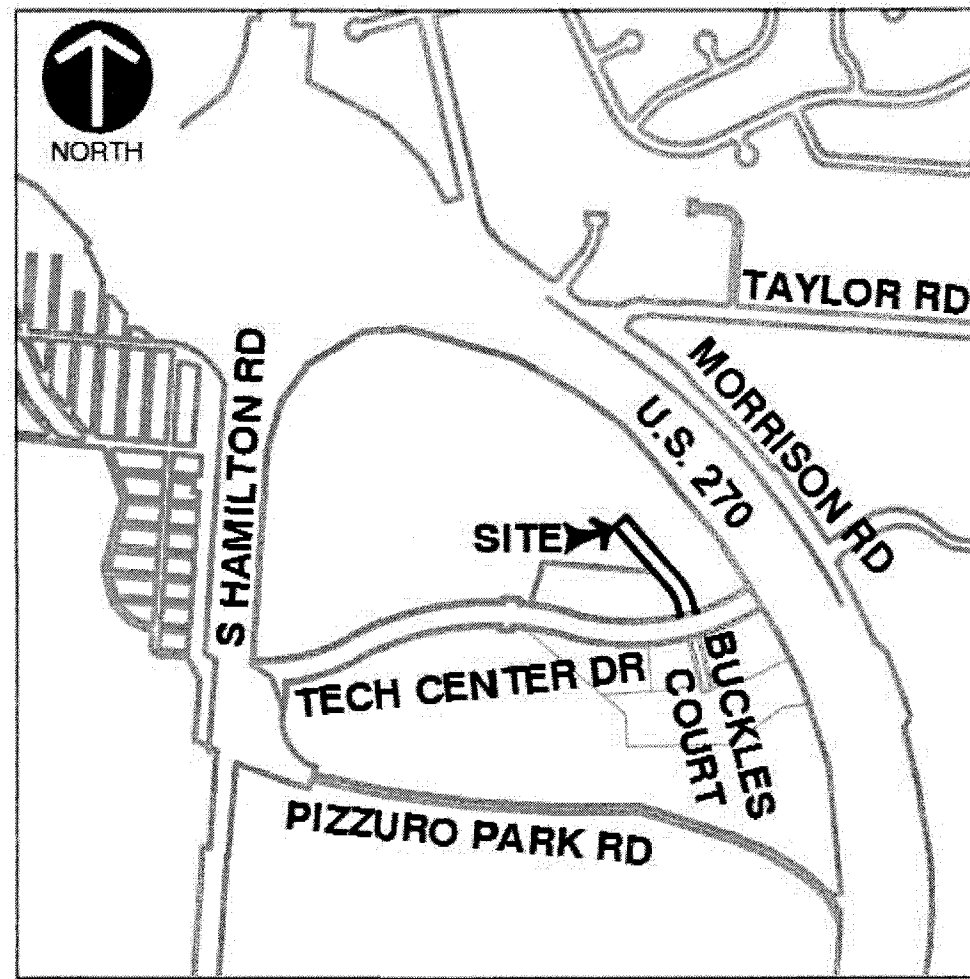 NORTH
TAYLOR RD
MORRISON RD
U.S. 270
S HAMILTON RD
SITE
TECH CENTER DR
BUCKLES
COURT
PIZZURO PARK RD